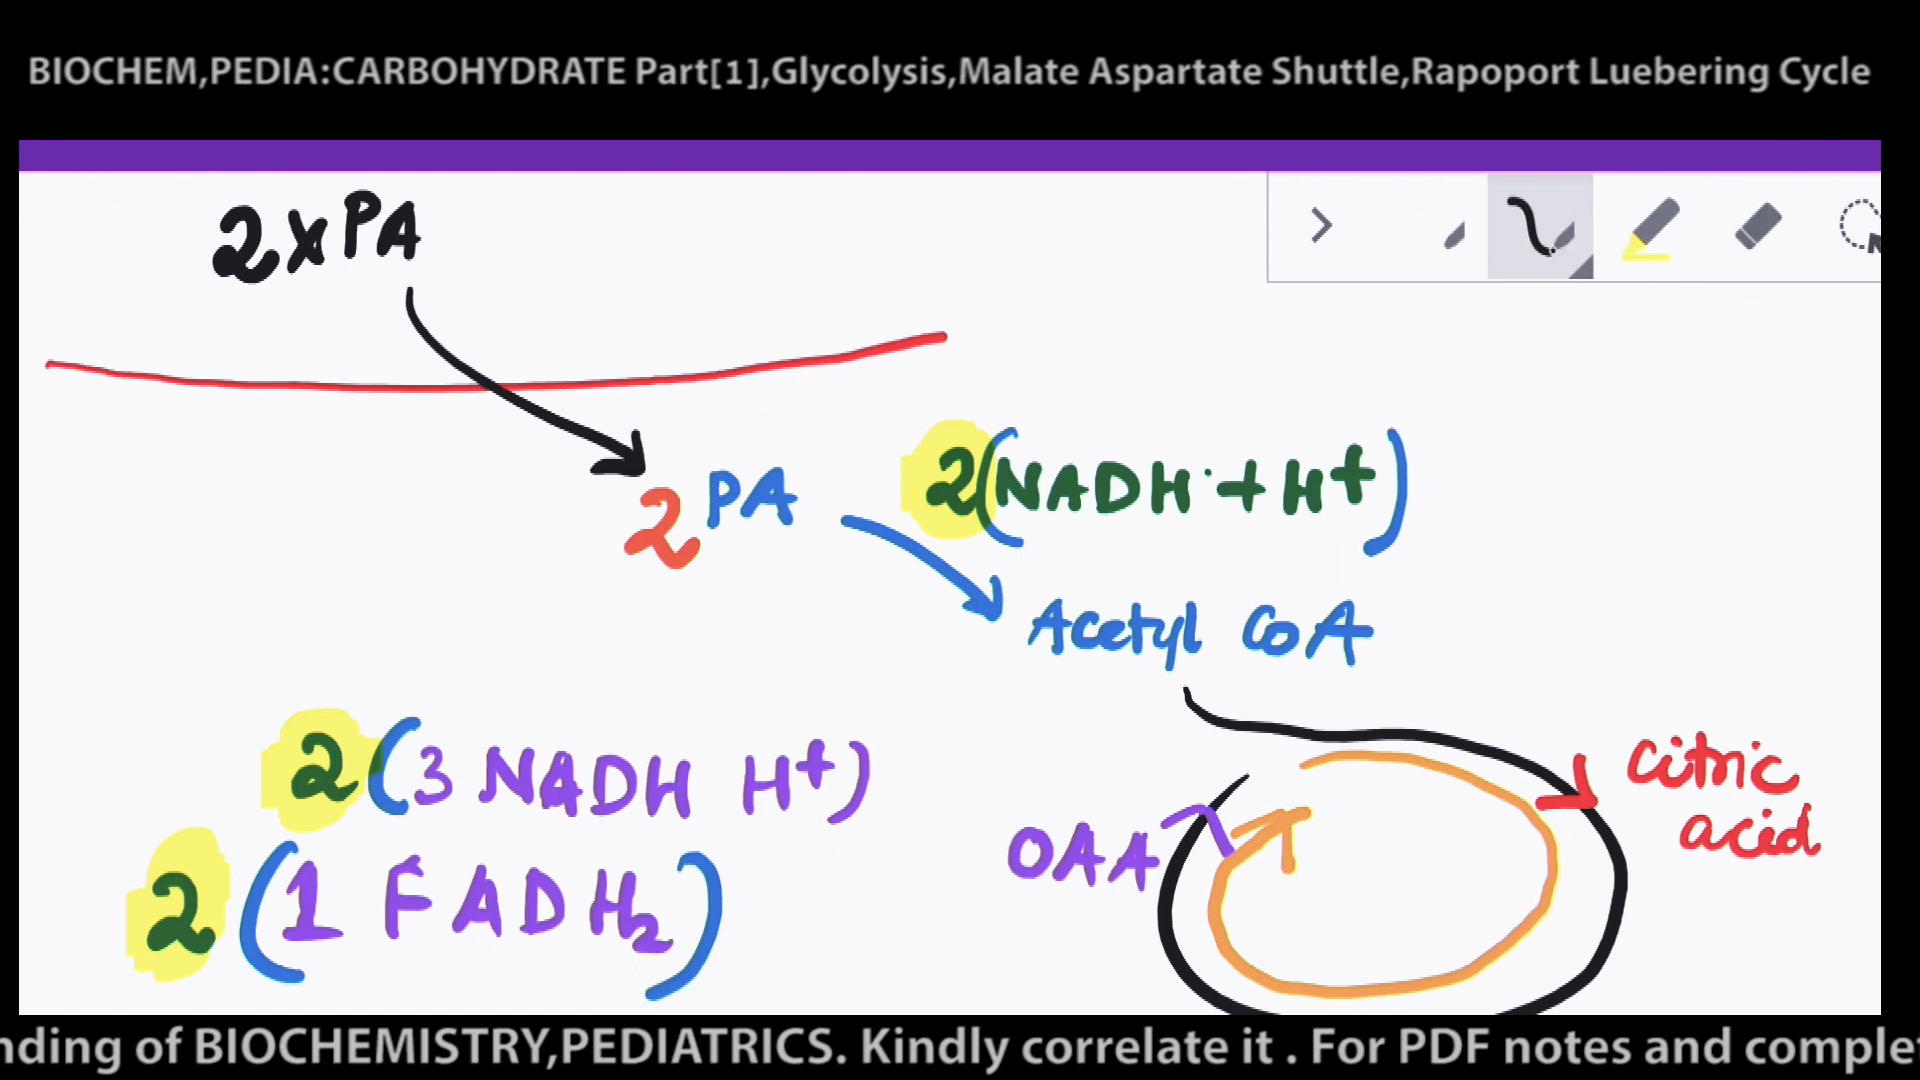 BIOCHEM,PEDIA:CARBOHYDRATE Part[1],Glycolysis,Malate Aspartate Shuttle,Rapoport Luebering Cycle
2xPA
2 PA
2(NADH + H+)
Acetyl CoA
2(3 NADH H+)
Citric
acid
OAA
2(1 FADH2)
nding of BIOCHEMISTRY,PEDIATRICS. Kindly correlate it . For PDF notes and complet